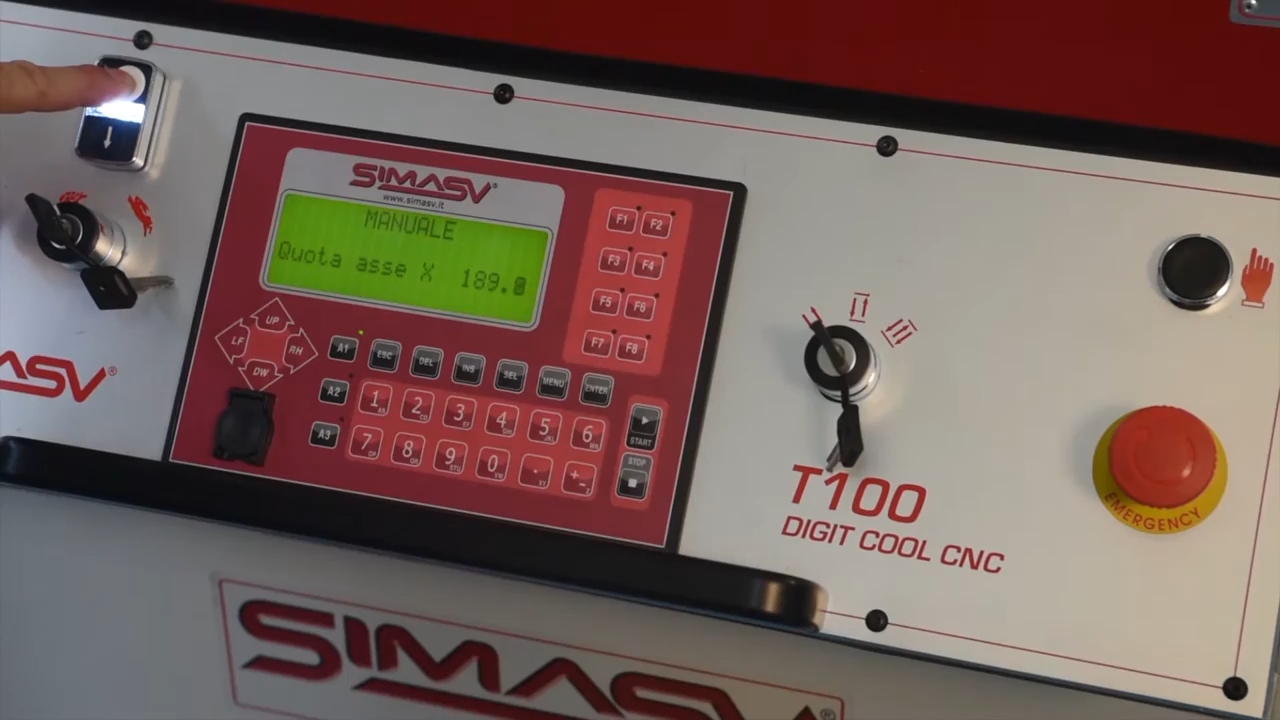 SIMASV®
www.simasv.it
MANUALE
Quota asse X 189.8
F1 F2
F3 F4
F5 F6
F7 F8
UP
LF RH
DW
A1 ESC DEL INS SEL MENU ENTER
A2 1 2 3 4 5 6
A3 7 8 9 0 . +-
START
STOP
ASV®
T100
DIGIT COOL CNC
EMERGENCY
SIMASV®